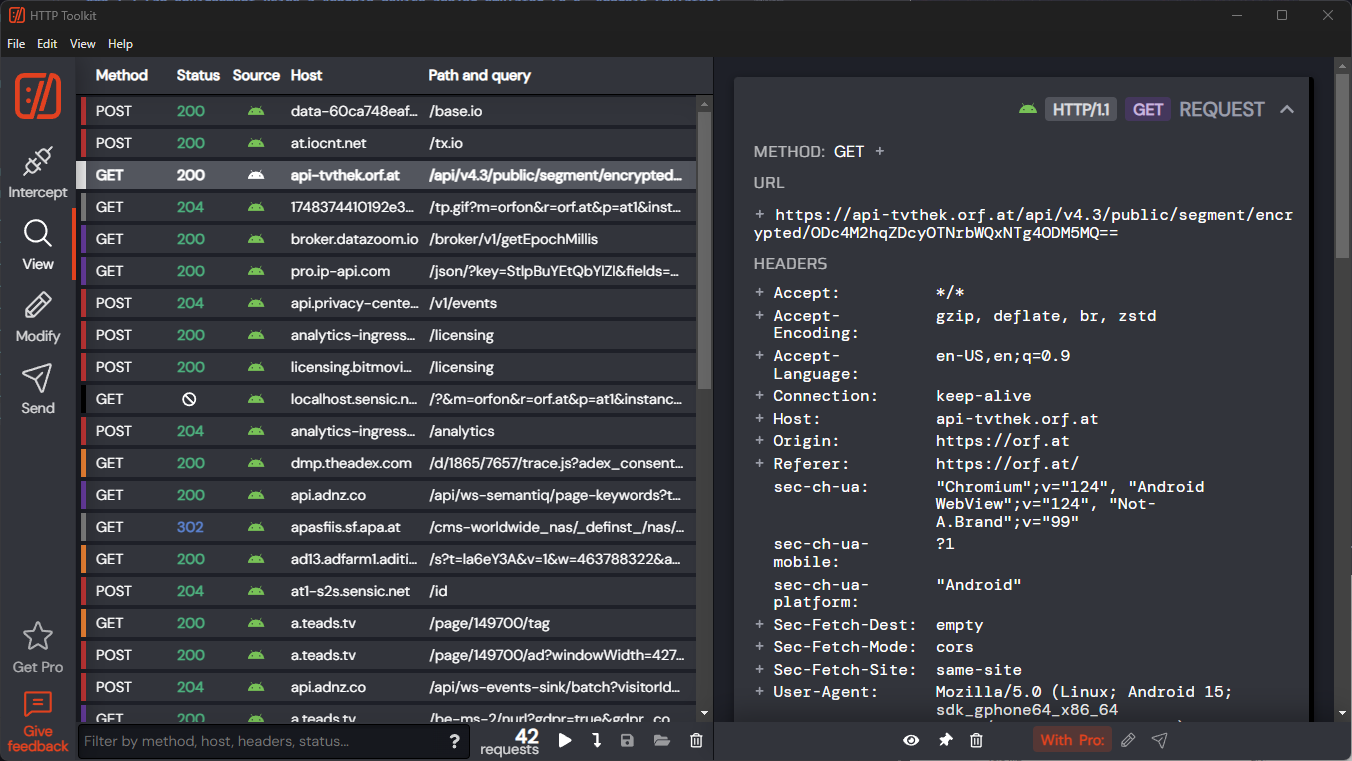 HTTP Toolkit
File Edit View Help
Intercept
View
Modify
Send
Get Pro
Give
feedback
Method Status Source Host Path and query
POST 200 data-60ca748eaf... /base.io
POST 200 at.iocnt.net /tx.io
GET 200 api-tvthek.orf.at /api/v4.3/public/segment/encrypted...
GET 204 1748374410192e3... /tp.gif?m=orfon&r=orf.at&p=at1&inst...
GET 200 broker.datazoom.io /broker/v1/getEpochMillis
GET 200 pro.ip-api.com /json/?key=StlpBuYEtQbYIZl&fields=...
POST 204 api.privacy-cente... /v1/events
POST 200 analytics-ingress... /licensing
POST 200 licensing.bitmovi... /licensing
GET localhost.sensic.n... /?&m=orfon&r=orf.at&p=at1&instanc...
POST 204 analytics-ingress... /analytics
GET 200 dmp.theadex.com /d/1865/7657/trace.js?adex_consent...
GET 200 api.adnz.co /api/ws-semantiq/page-keywords?t...
GET 302 apasfiis.sf.apa.at /cms-worldwide_nas/_definst_/nas/...
GET 200 ad13.adfarm1.aditi... /s?t=la6eY3A&v=1&w=463788322&a...
POST 204 at1-s2s.sensic.net /id
GET 200 a.teads.tv /page/149700/tag
POST 200 a.teads.tv /page/149700/ad?windowWidth=427...
POST 204 api.adnz.co /api/ws-events-sink/batch?visitorId...
GET 200 a.teads.tv /be-ms-2/nurl?gdpr=true&gdpr_co...
Filter by method, host, headers, status... ?
42
requests
HTTP/1.1 GET REQUEST
METHOD: GET +
URL
+ https://api-tvthek.orf.at/api/v4.3/public/segment/encr
ypted/ODc4M2hqZDcyOTNrbWQxNTg4ODM5MQ==
HEADERS
+ Accept: */*
+ Accept- gzip, deflate, br, zstd
Encoding:
+ Accept- en-US,en;q=0.9
Language:
+ Connection: keep-alive
+ Host: api-tvthek.orf.at
+ Origin: https://orf.at
+ Referer: https://orf.at/
sec-ch-ua: "Chromium";v="124", "Android
WebView";v="124", "Not-
A.Brand";v="99"
sec-ch-ua- ?1
mobile:
sec-ch-ua- "Android"
platform:
+ Sec-Fetch-Dest: empty
+ Sec-Fetch-Mode: cors
+ Sec-Fetch-Site: same-site
+ User-Agent: Mozilla/5.0 (Linux; Android 15;
sdk_gphone64_x86_64
With Pro: